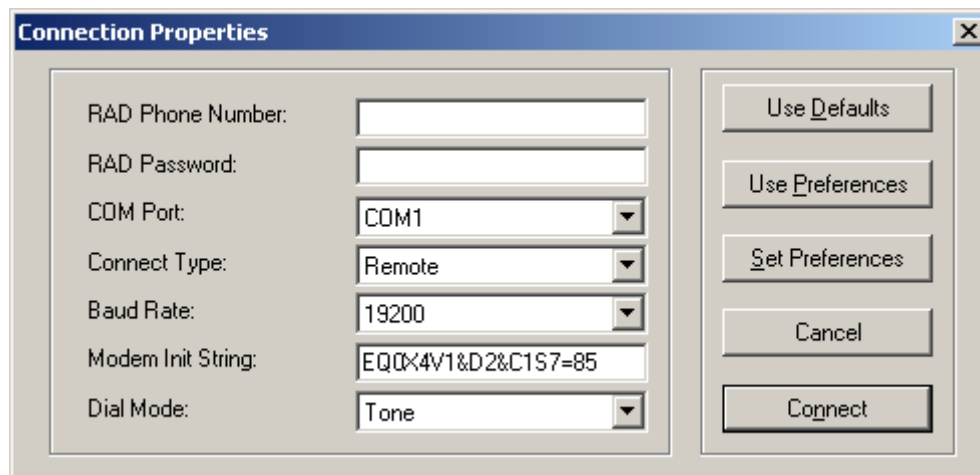 Connection Properties
RAD Phone Number:
RAD Password:
COM Port: COM1
Connect Type: Remote
Baud Rate: 19200
Modem Init String: EQ0X4V1&D2&C1S7=85
Dial Mode: Tone
Use Defaults
Use Preferences
Set Preferences
Cancel
Connect